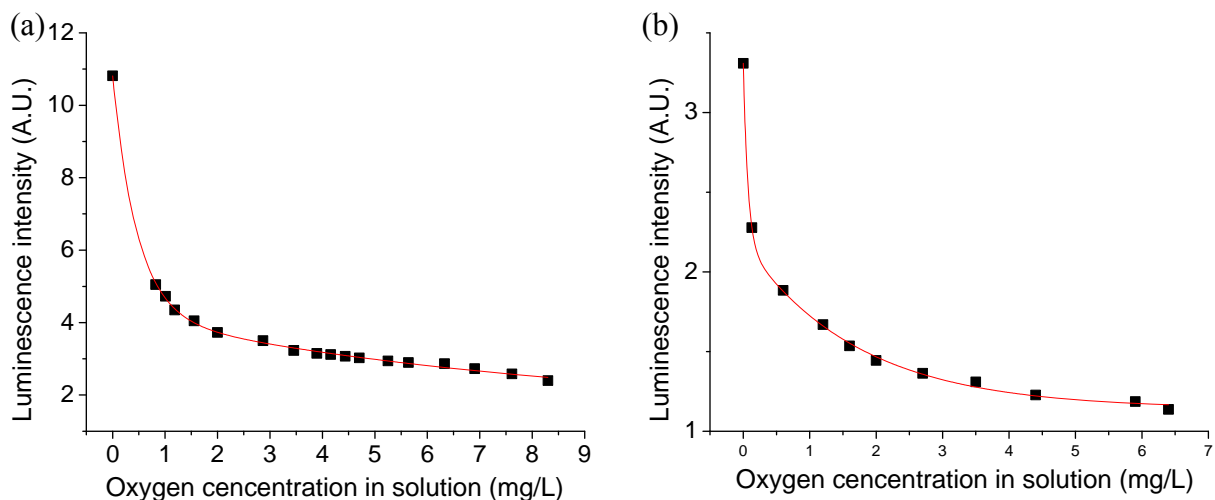 (a)
12
10
8
6
4
2
Luminescence intensity (A.U.)
0 1 2 3 4 5 6 7 8 9
Oxygen cencentration in solution (mg/L)
(b)
3
2
1
Luminescence intensity (A.U.)
0 1 2 3 4 5 6 7
Oxygen cencentration in solution (mg/L)